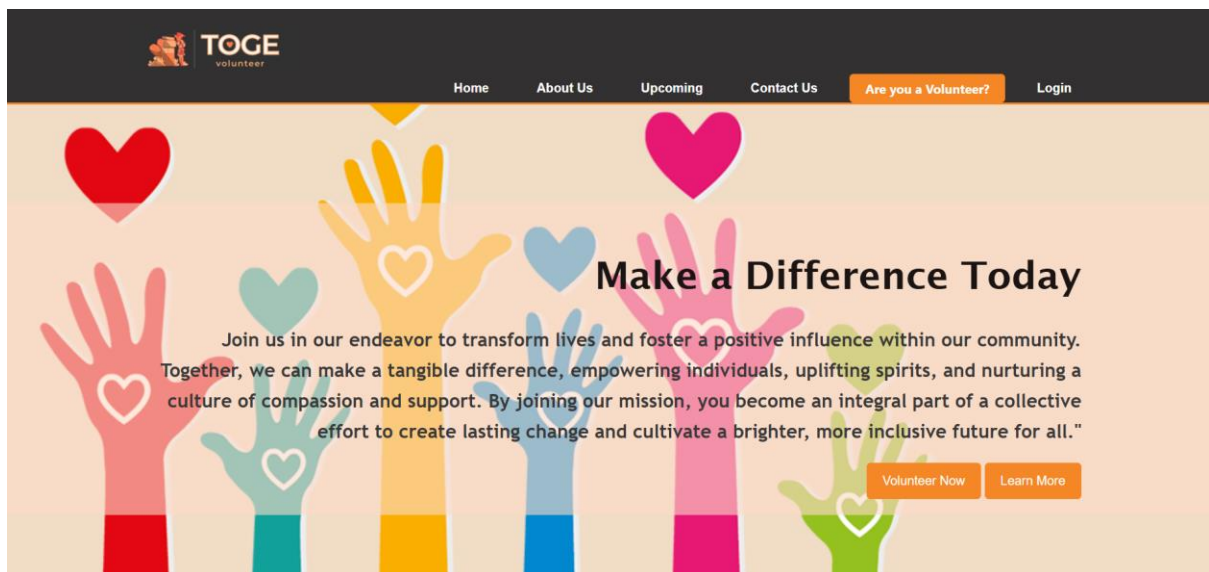 TOGE
volunteer
Home About Us Upcoming Contact Us Are you a Volunteer? Login
Make a Difference Today
Join us in our endeavor to transform lives and foster a positive influence within our community.
Together, we can make a tangible difference, empowering individuals, uplifting spirits, and nurturing a
culture of compassion and support. By joining our mission, you become an integral part of a collective
effort to create lasting change and cultivate a brighter, more inclusive future for all."
Volunteer Now Learn More